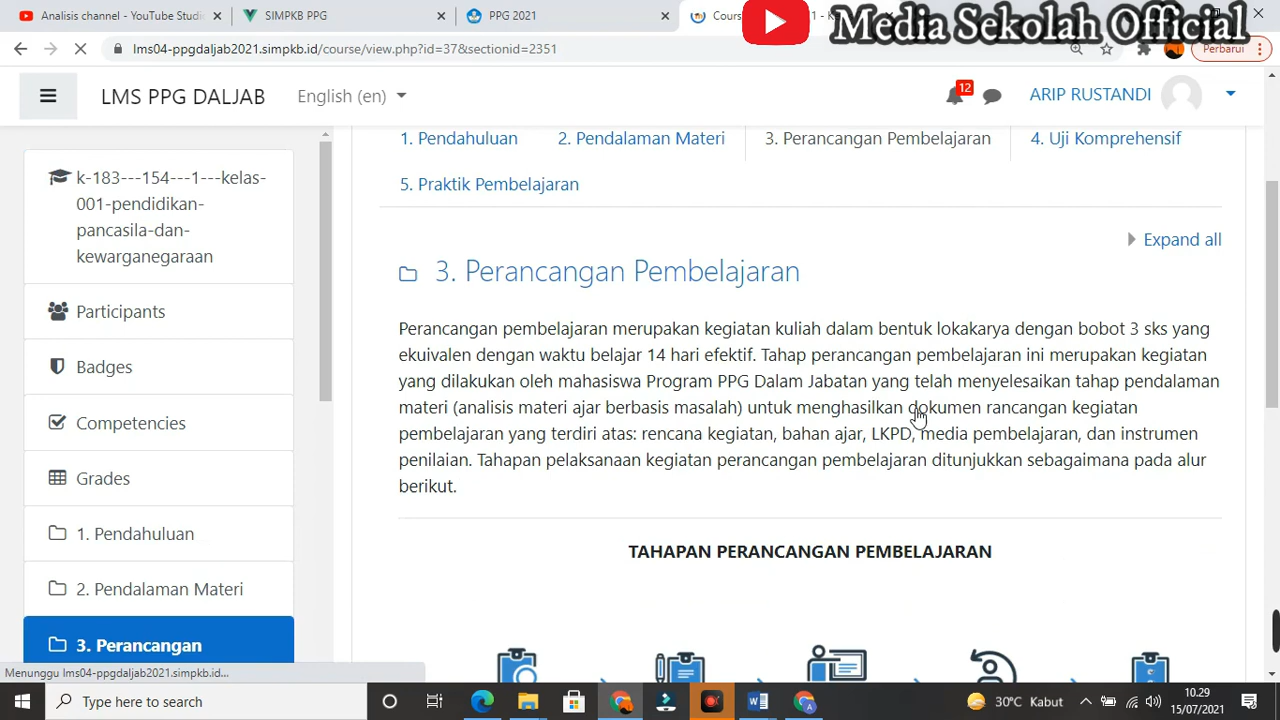 Analisis channel - YouTube Studi
SIMPKB PPG
PPG 2021
Cours
Media Sekolah Official
lms04-ppgdaljab2021.simpkb.id/course/view.php?id=37&sectionid=2351
Perbarui
LMS PPG DALJAB
English (en)
12
ARIP RUSTANDI
k-183---154---1---kelas-
001-pendidikan-
pancasila-dan-
kewarganegaraan
Participants
Badges
Competencies
Grades
1. Pendahuluan
2. Pendalaman Materi
3. Perancangan
1. Pendahuluan
2. Pendalaman Materi
3. Perancangan Pembelajaran
4. Uji Komprehensif
5. Praktik Pembelajaran
Expand all
3. Perancangan Pembelajaran
Perancangan pembelajaran merupakan kegiatan kuliah dalam bentuk lokakarya dengan bobot 3 sks yang
ekuivalen dengan waktu belajar 14 hari efektif. Tahap perancangan pembelajaran ini merupakan kegiatan
yang dilakukan oleh mahasiswa Program PPG Dalam Jabatan yang telah menyelesaikan tahap pendalaman
materi (analisis materi ajar berbasis masalah) untuk menghasilkan dokumen rancangan kegiatan
pembelajaran yang terdiri atas: rencana kegiatan, bahan ajar, LKPD, media pembelajaran, dan instrumen
penilaian. Tahapan pelaksanaan kegiatan perancangan pembelajaran ditunjukkan sebagaimana pada alur
berikut.
TAHAPAN PERANCANGAN PEMBELAJARAN
Menunggu lms04-ppgdaljab2021.simpkb.id...
Type here to search
30°C Kabut
10.29
15/07/2021